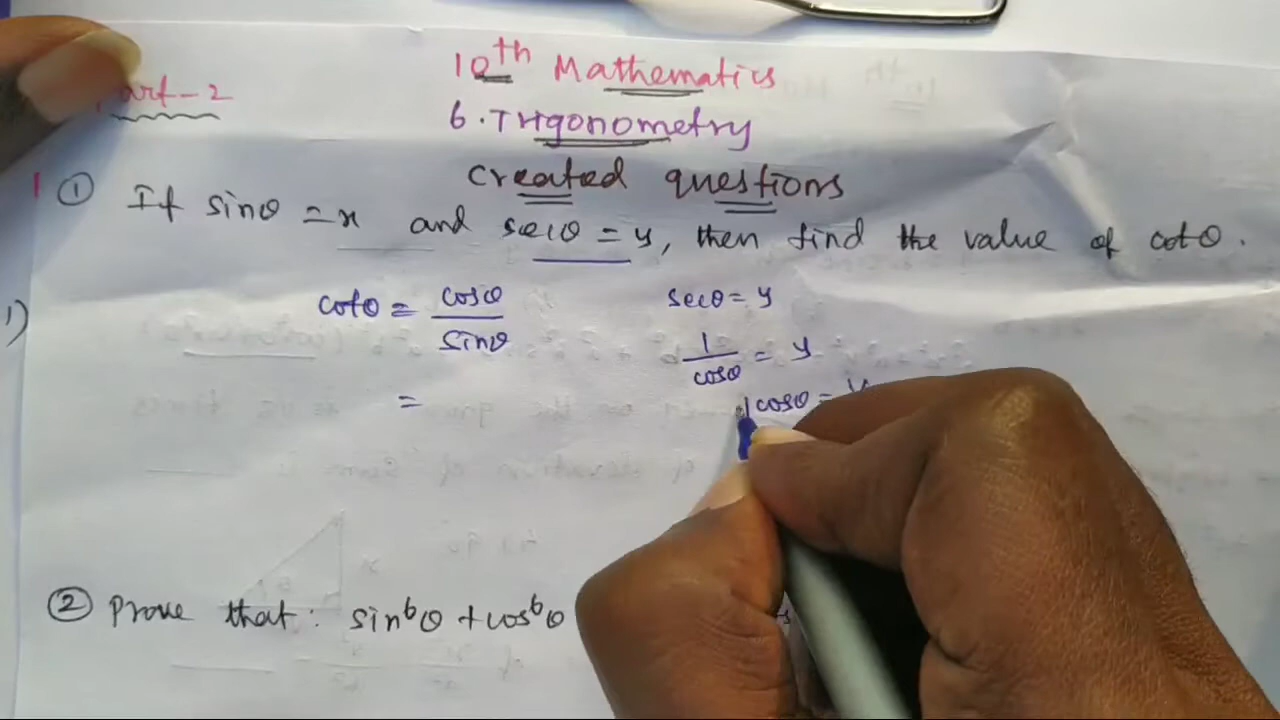 10th Mathematics
Part-2
6. Trigonometry
Created questions
① If sinθ = x and secθ = y, then find the value of cotθ.
1)
cotθ = cosθ/sinθ
secθ = y
1/cosθ = y
=
cosθ =
② Prove that: sin⁶θ + cos⁶θ